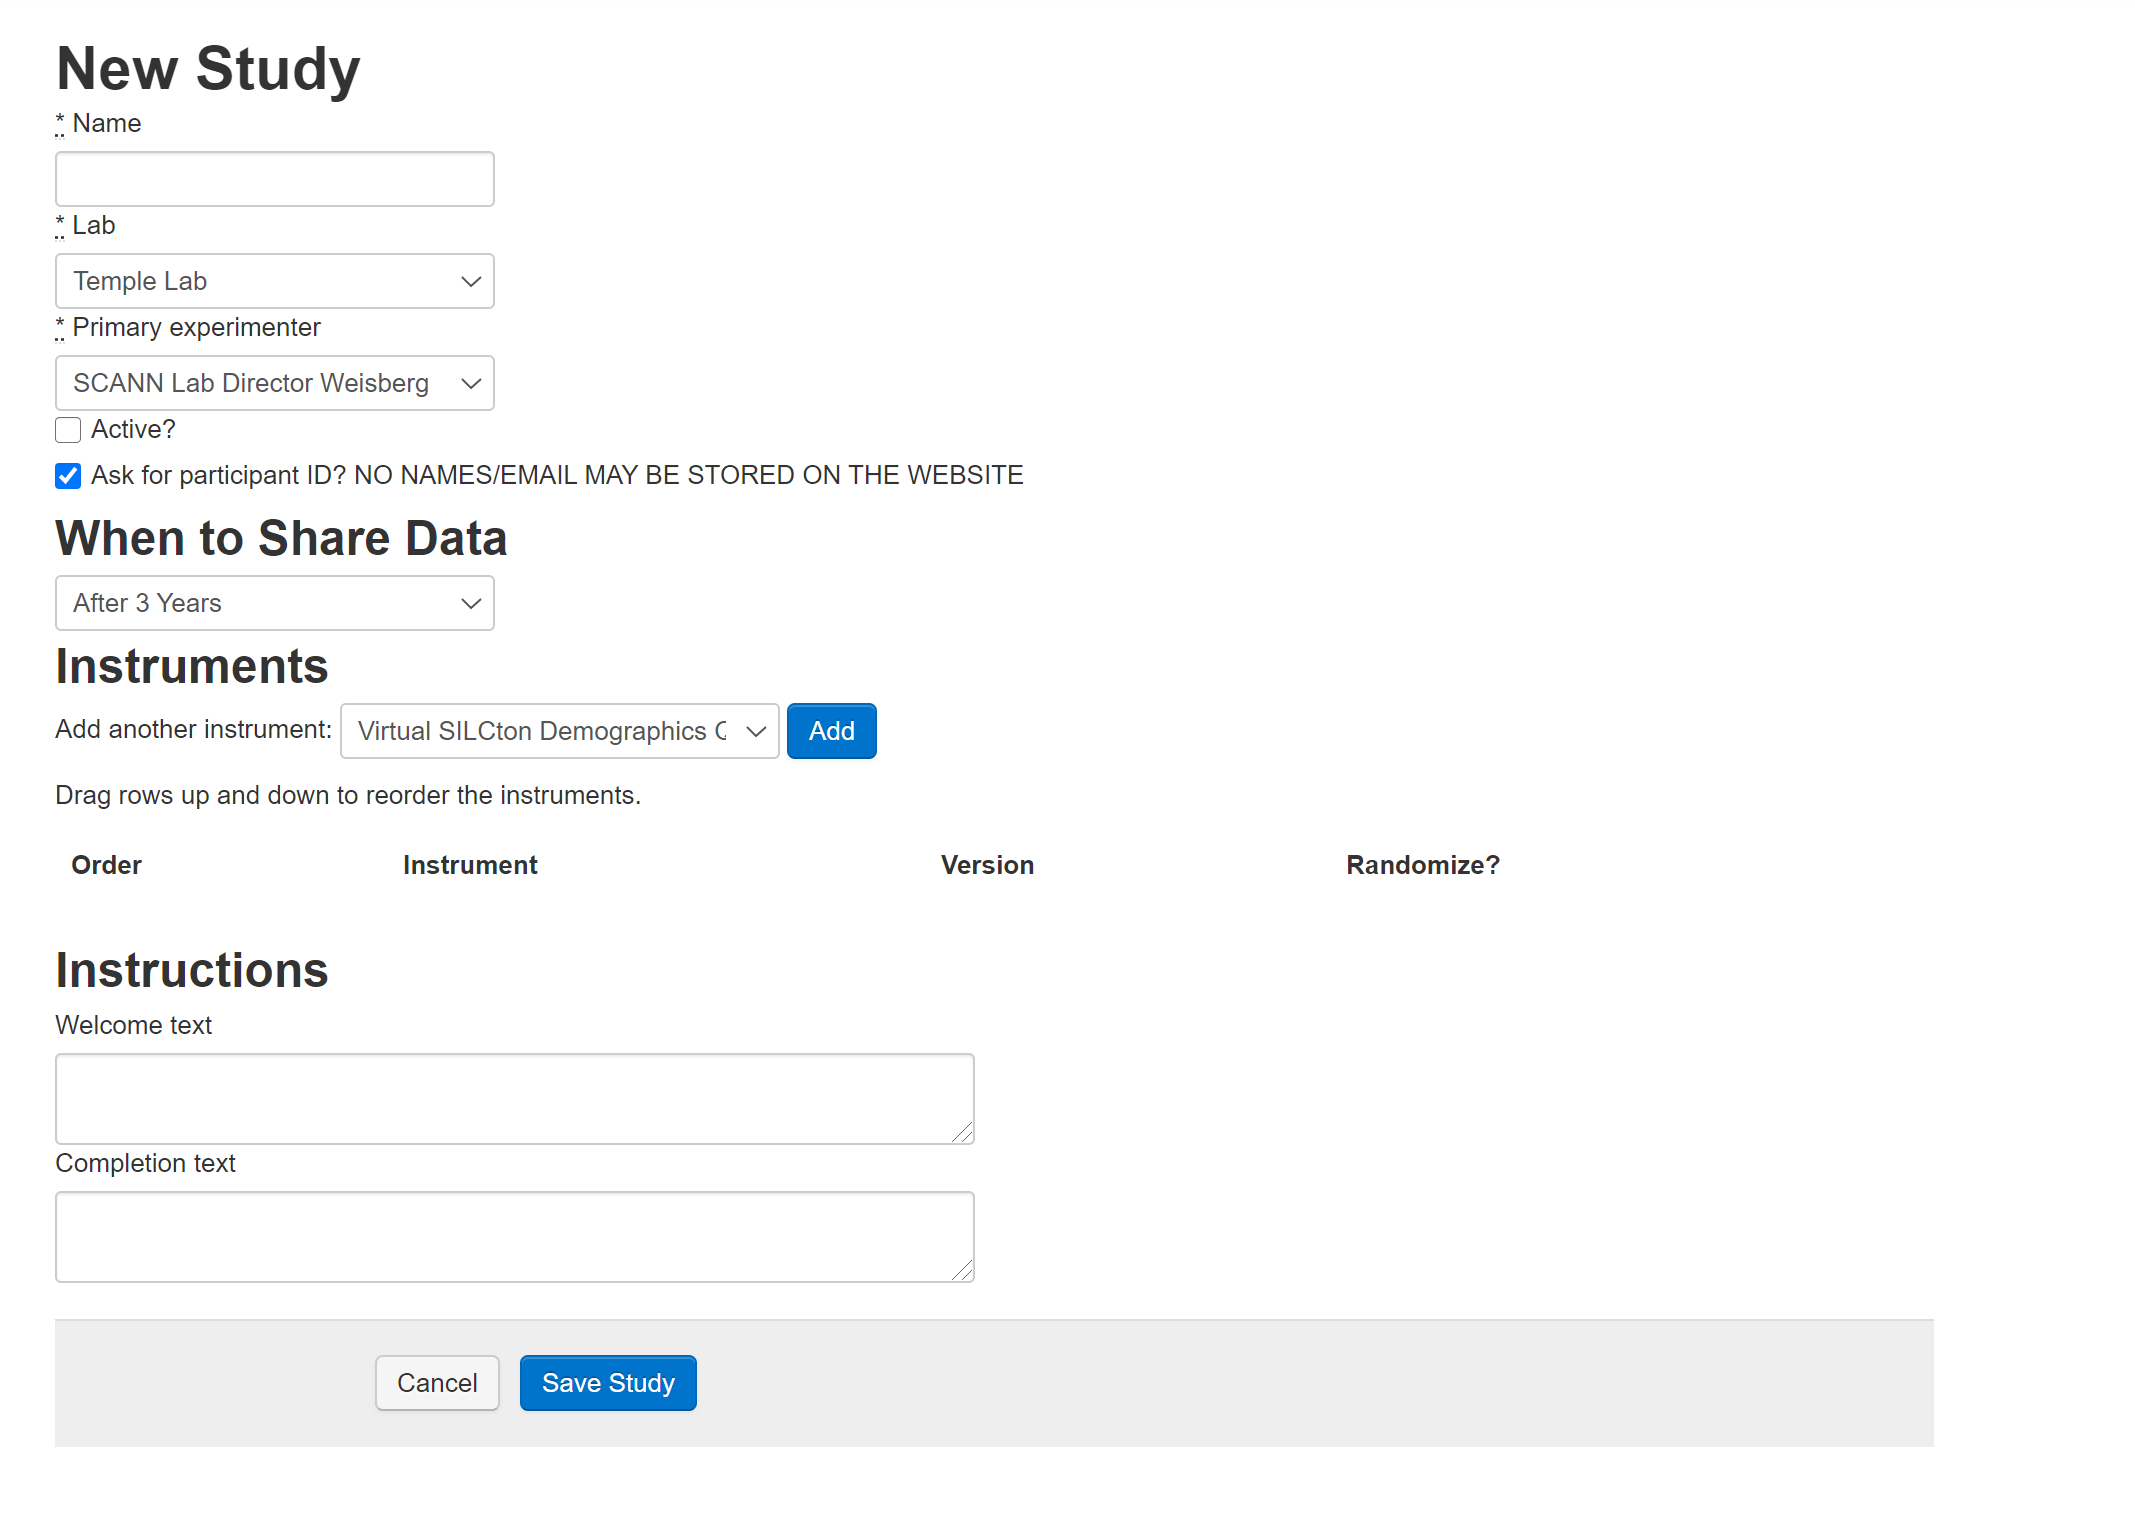 New Study
* Name
* Lab
Temple Lab
* Primary experimenter
SCANN Lab Director Weisberg
Active?
Ask for participant ID? NO NAMES/EMAIL MAY BE STORED ON THE WEBSITE
When to Share Data
After 3 Years
Instruments
Add another instrument: Virtual SILCton Demographics Add
Drag rows up and down to reorder the instruments.
Order Instrument Version Randomize?
Instructions
Welcome text
Completion text
Cancel Save Study